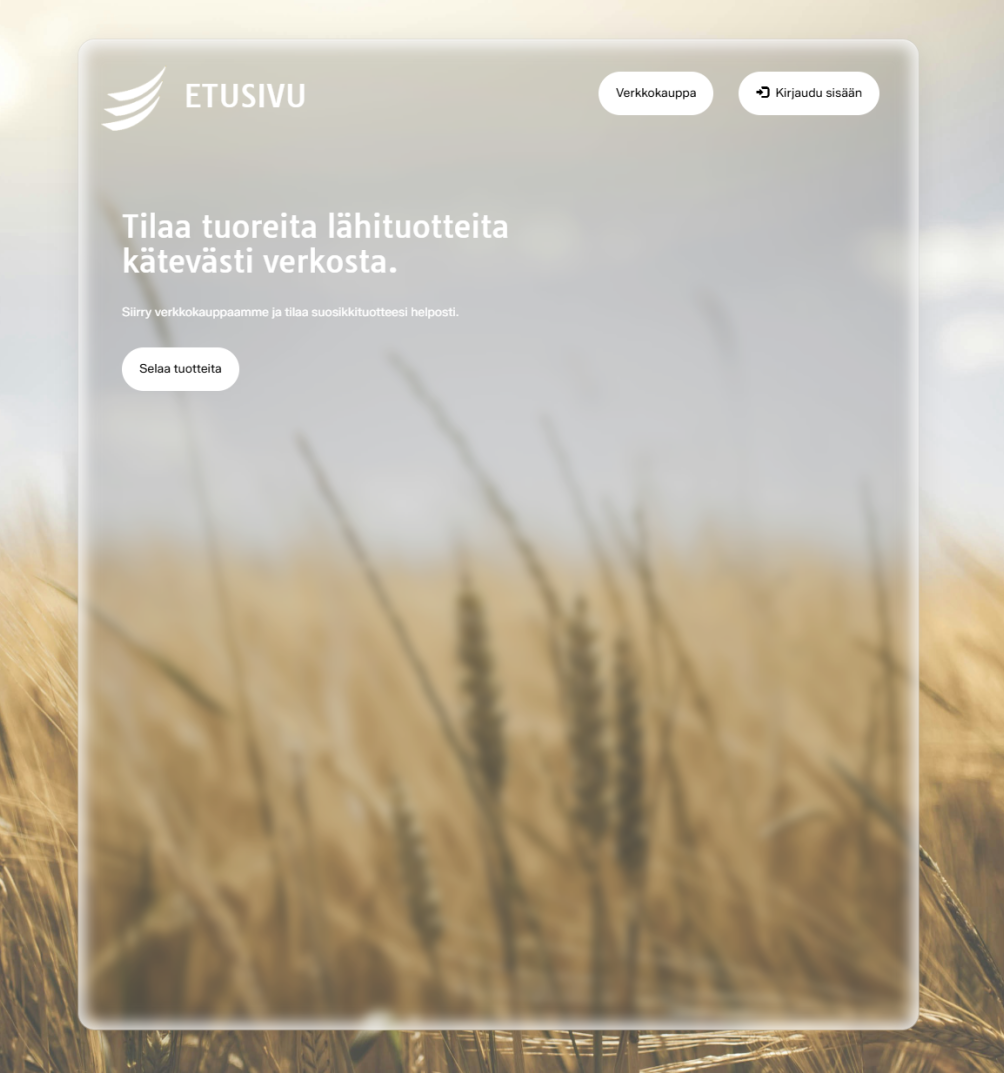 ETUSIVU
Verkkokauppa
Kirjaudu sisään
Tilaa tuoreita lähituotteita
kätevästi verkosta.
Siirry verkkokauppaamme ja tilaa suosikkituotteesi helposti.
Selaa tuotteita